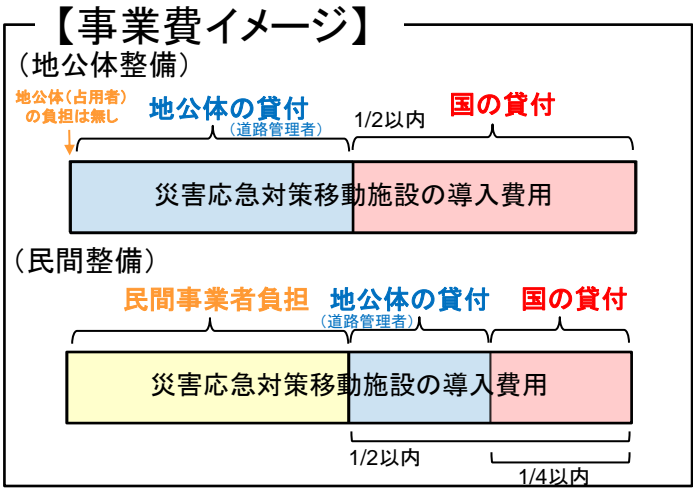 【事業費イメージ】
（地公体整備）
地公体（占用者）
の負担は無し
地公体の貸付
（道路管理者）
1/2以内
国の貸付
災害応急対策移動施設の導入費用
（民間整備）
民間事業者負担
地公体の貸付
（道路管理者）
国の貸付
災害応急対策移動施設の導入費用
1/2以内
1/4以内